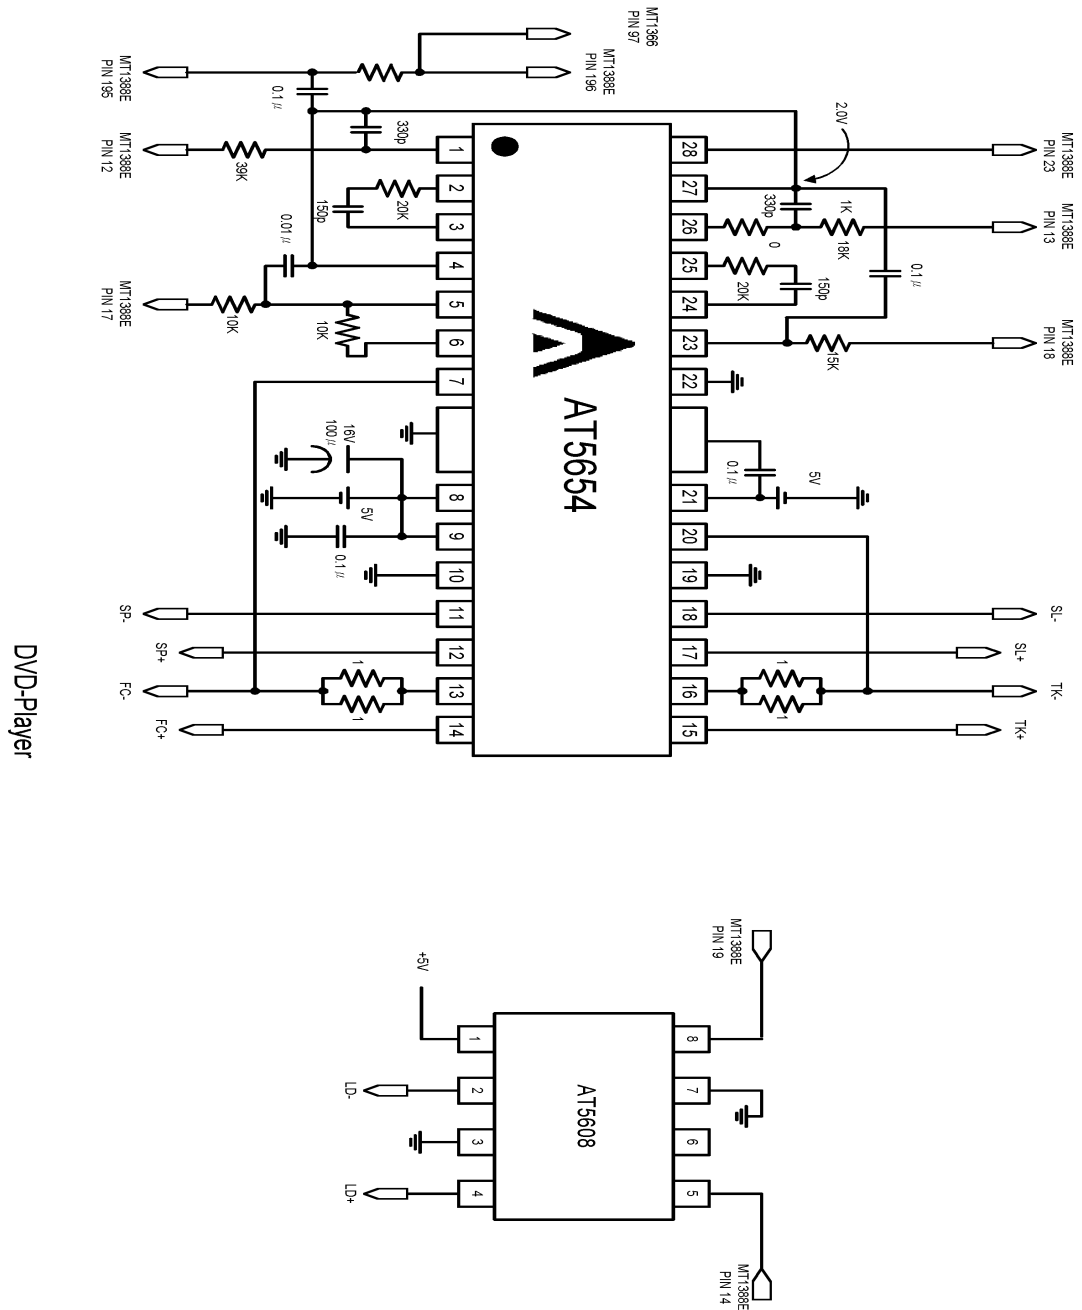 MT1366
PIN 97
MT1388E
PIN 196
MT1388E
PIN 195
0.1μ
330p
MT1388E
PIN 12
39K
20K
150p
0.01μ
MT1388E
PIN 17
10K
10K
2.0V
MT1388E
PIN 23
330p
1K
0
18K
MT1388E
PIN 13
20K
150p
0.1μ
15K
MT1388E
PIN 18
1
2
3
4
5
6
7
8
9
10
11
12
13
14
28
27
26
25
24
23
22
21
20
19
18
17
16
15
AT5654
16V
100μ
5V
0.1μ
0.1μ
5V
SP-
SP+
FC-
FC+
1
1
SL-
SL+
TK-
TK+
1
1
DVD-Player
MT1388E
PIN 19
+5V
LD-
LD+
1
2
3
4
8
7
6
5
AT5608
MT1388E
PIN 14